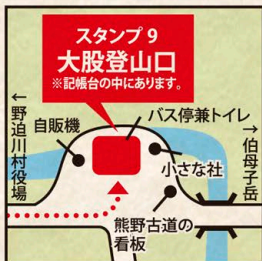 スタンプ9
大股登山口
※記帳台の中にあります。
バス停兼トイレ
自販機
←野迫川村役場
→伯母子岳
小さな社
熊野古道の
看板